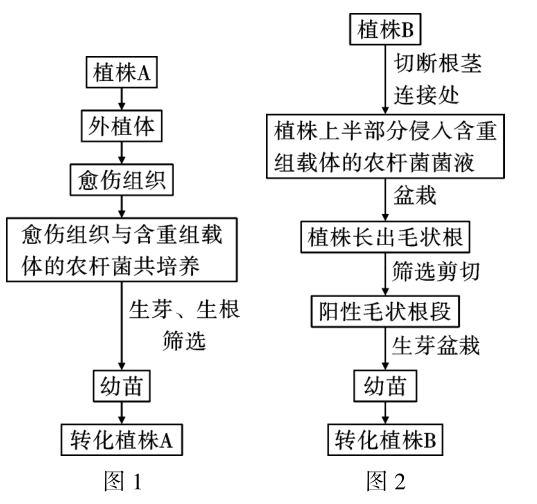 植株A
外植体
愈伤组织
愈伤组织与含重组载
体的农杆菌共培养
生芽、生根
筛选
幼苗
转化植株A
图1
植株B
切断根茎
连接处
植株上半部分侵入含重
组载体的农杆菌菌液
盆栽
植株长出毛状根
筛选剪切
阳性毛状根段
生芽盆栽
幼苗
转化植株B
图2